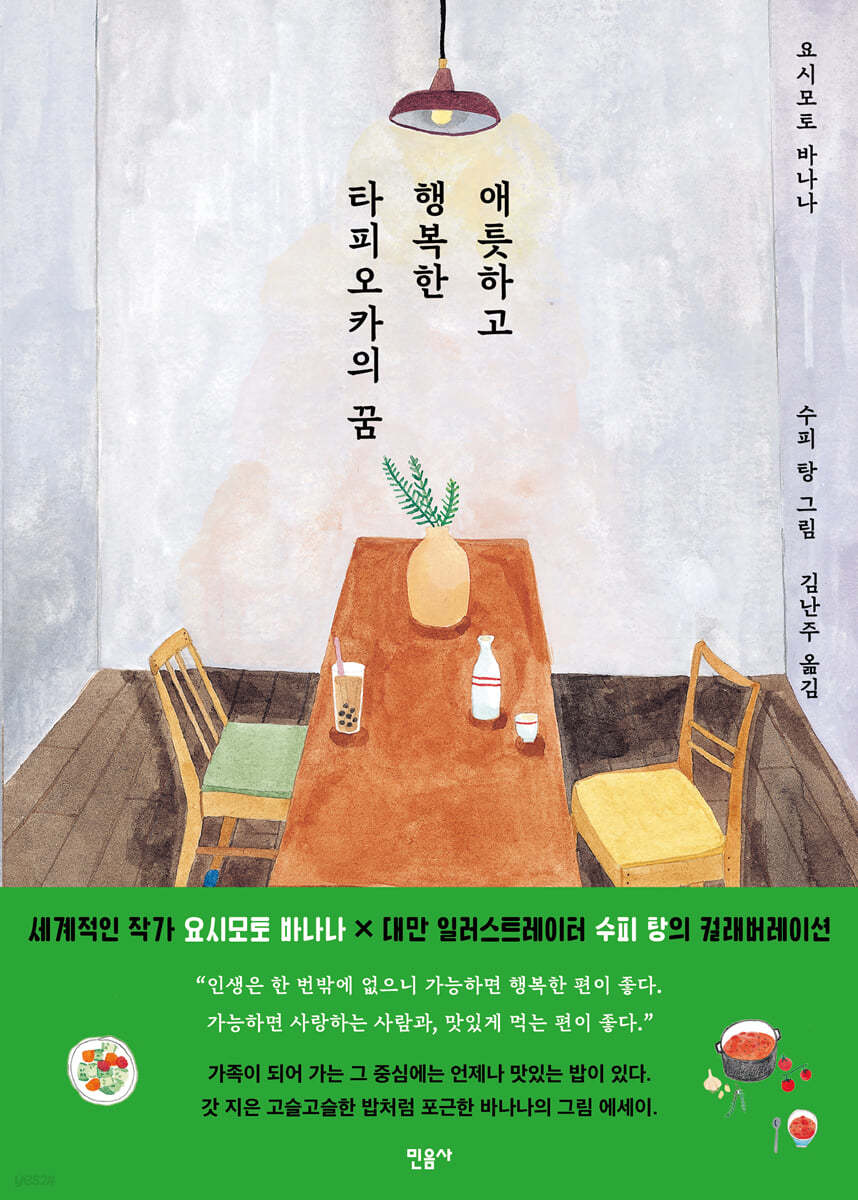 애틋하고
행복한
타피오카의 꿈
요시모토 바나나
수피 탕 그림
김난주 옮김
세계적인 작가 요시모토 바나나 × 대만 일러스트레이터 수피 탕의 컬래버레이션
“인생은 한 번밖에 없으니 가능하면 행복한 편이 좋다.
가능하면 사랑하는 사람과, 맛있게 먹는 편이 좋다.”
가족이 되어 가는 그 중심에는 언제나 맛있는 밥이 있다.
갓 지은 고슬고슬한 밥처럼 포근한 바나나의 그림 에세이.
민음사
yes24